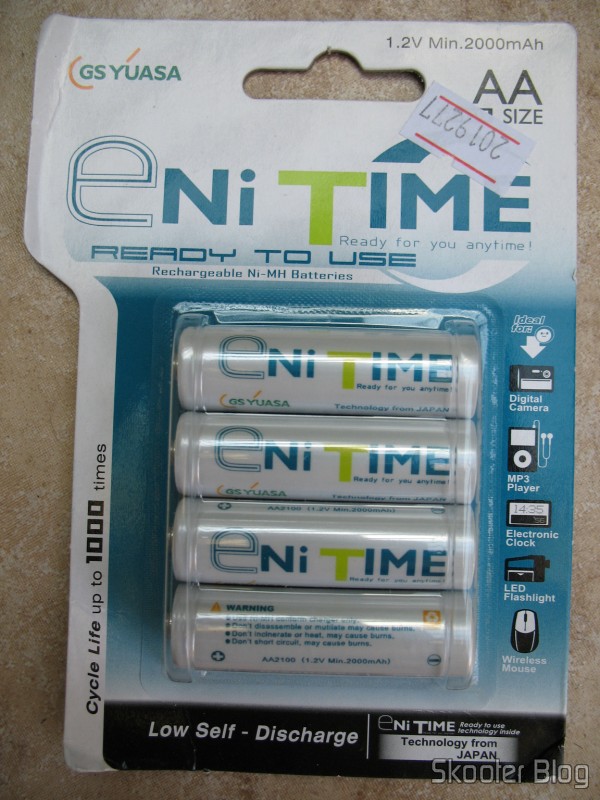 1.2V Min.2000mAh
GS YUASA
AA
SIZE
2019277
eNi TIME
Ready for you anytime!
READY TO USE
Rechargeable Ni-MH Batteries
Ideal
for:
Digital
Camera
MP3
Player
14:35
Electronic
Clock
LED
Flashlight
Wireless
Mouse
Cycle Life up to 1000 times
eNi TIME
Ready for you anytime!
GS YUASA
Technology from JAPAN
eNi TIME
Ready for you anytime!
GS YUASA
Technology from JAPAN
AA2100 (1.2V Min.2000mAh)
eNi TIME
Ready for you anytime!
WARNING
Don't disassemble or mutilate may cause burns.
Don't incinerate or heat, may cause burns.
Don't short circuit, may cause burns.
AA2100 (1.2V Min.2000mAh)
Low Self - Discharge
eNi TIME Ready to use
technology inside
Technology from
JAPAN
Skooter Blog